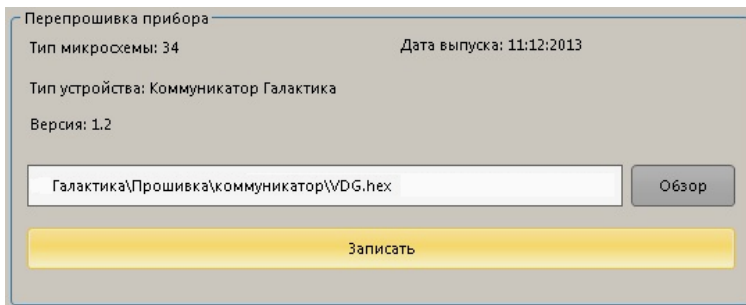 Перепрошивка прибора
Тип микросхемы: 34 Дата выпуска: 11:12:2013
Тип устройства: Коммуникатор Галактика
Версия: 1.2
Галактика\Прошивка\коммуникатор\VDG.hex Обзор
Записать